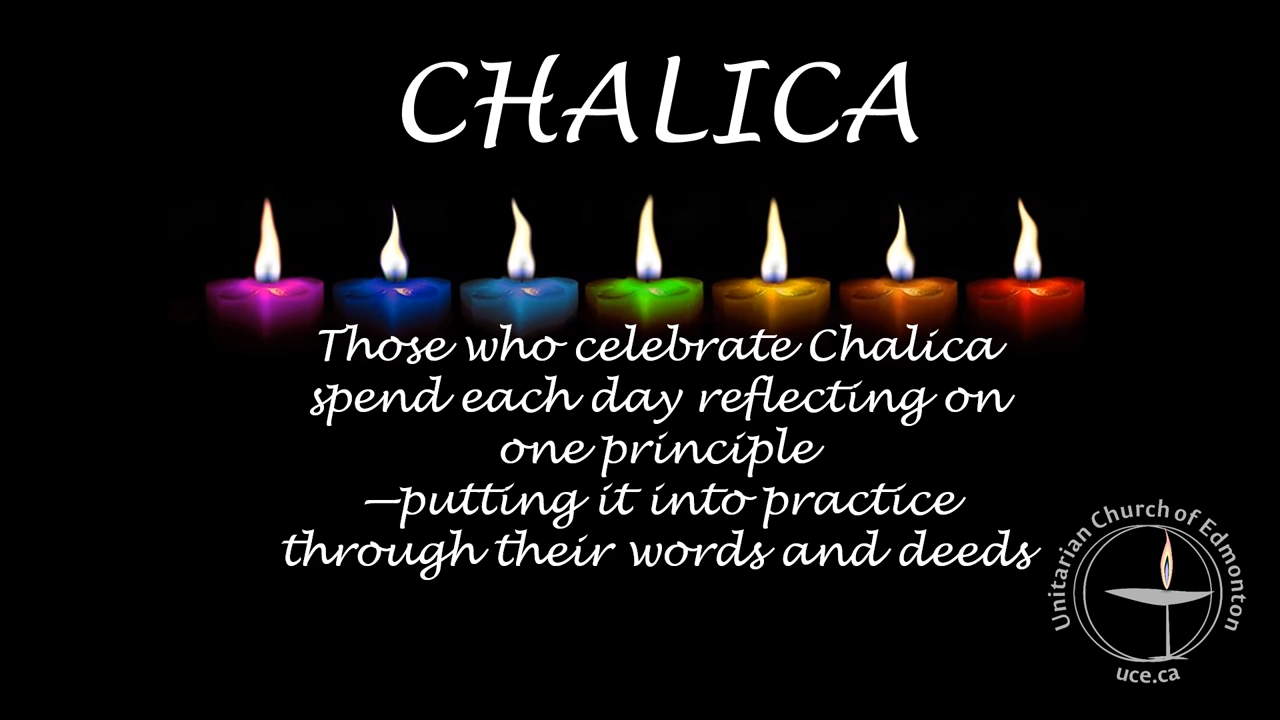 CHALICA
Those who celebrate Chalica
spend each day reflecting on
one principle
—putting it into practice
through their words and deeds
Unitarian Church of Edmonton
uce.ca